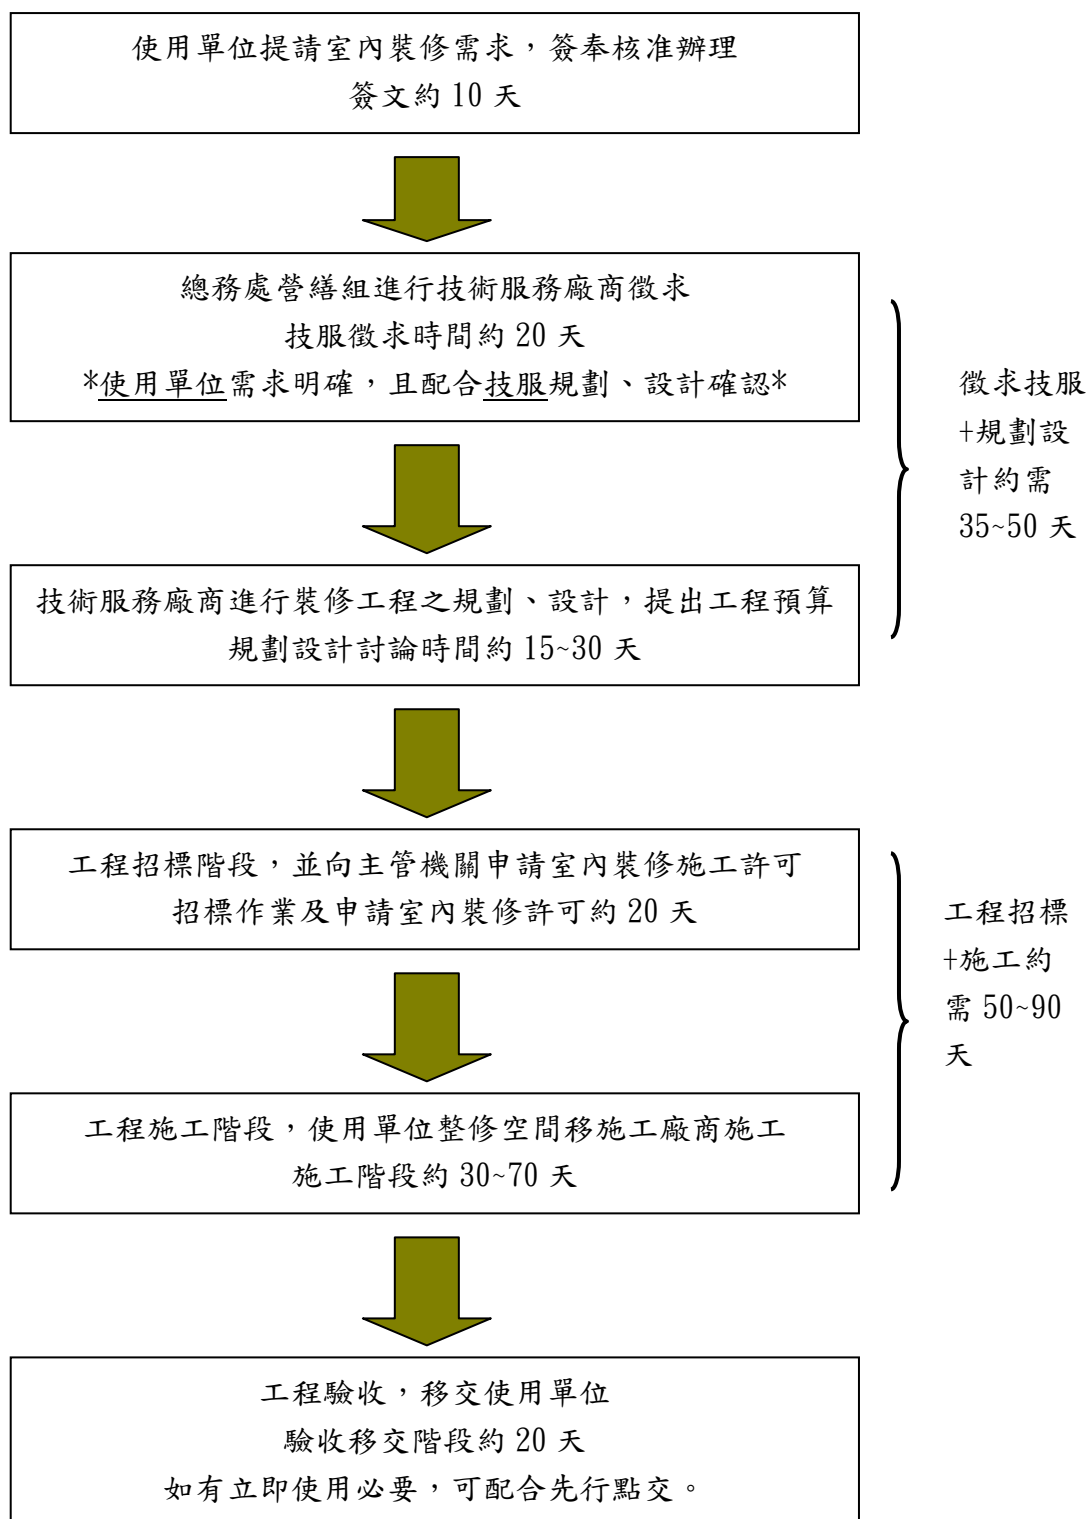 使用單位提請室內裝修需求，簽奉核准辦理
簽文約 10 天
總務處營繕組進行技術服務廠商徵求
技服徵求時間約 20 天
*使用單位需求明確，且配合技服規劃、設計確認*
徵求技服
+規劃設
計約需
35~50 天
技術服務廠商進行裝修工程之規劃、設計，提出工程預算
規劃設計討論時間約 15~30 天
工程招標階段，並向主管機關申請室內裝修施工許可
招標作業及申請室內裝修許可約 20 天
工程招標
+施工約
需 50~90
天
工程施工階段，使用單位整修空間移施工廠商施工
施工階段約 30~70 天
工程驗收，移交使用單位
驗收移交階段約 20 天
如有立即使用必要，可配合先行點交。